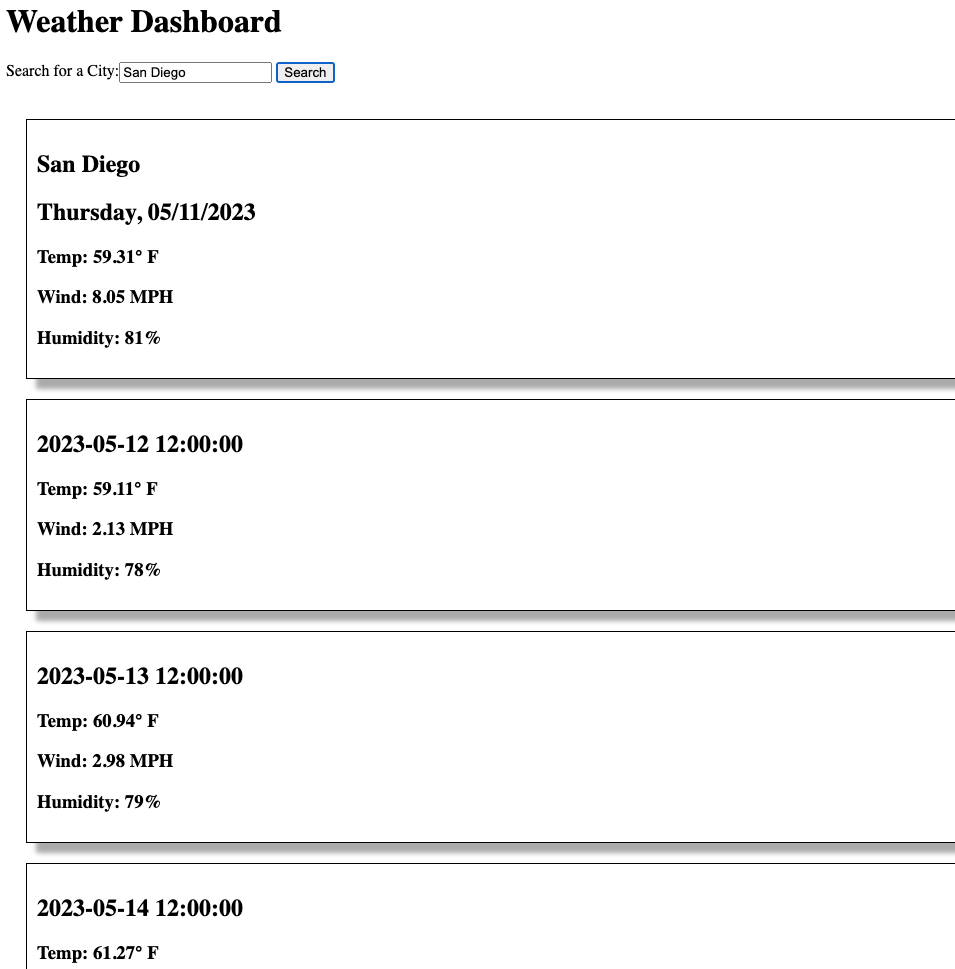 Weather Dashboard
Search for a City: San Diego Search
San Diego
Thursday, 05/11/2023
Temp: 59.31° F
Wind: 8.05 MPH
Humidity: 81%
2023-05-12 12:00:00
Temp: 59.11° F
Wind: 2.13 MPH
Humidity: 78%
2023-05-13 12:00:00
Temp: 60.94° F
Wind: 2.98 MPH
Humidity: 79%
2023-05-14 12:00:00
Temp: 61.27° F